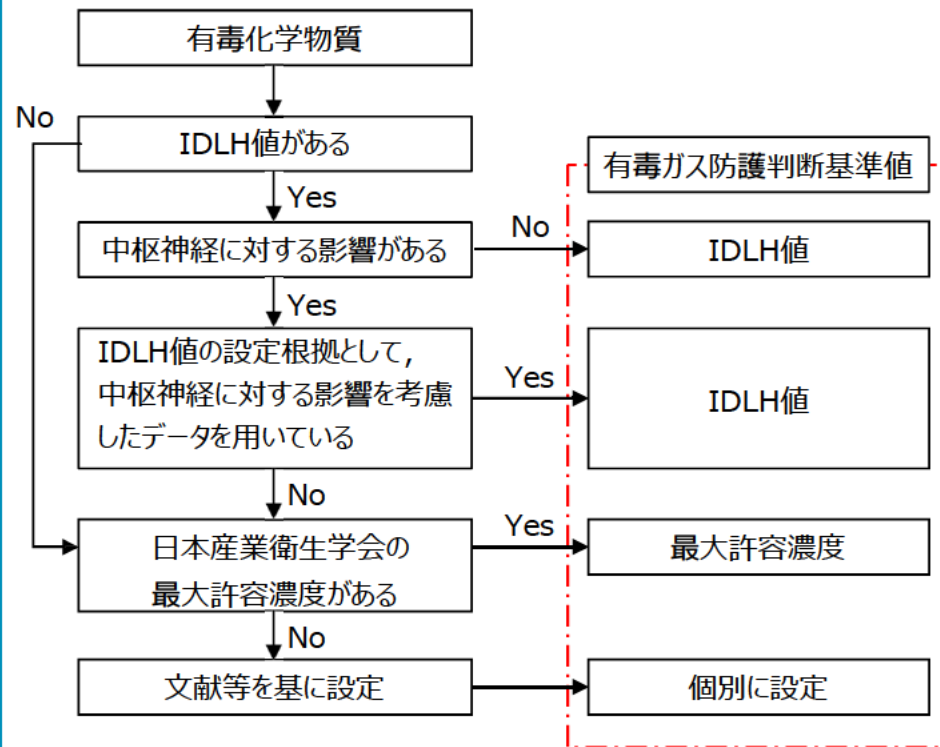 有毒化学物質
No
IDLH値がある
有毒ガス防護判断基準値
Yes
中枢神経に対する影響がある
No
IDLH値
Yes
IDLH値の設定根拠として，
中枢神経に対する影響を考慮
したデータを用いている
Yes
IDLH値
No
日本産業衛生学会の
最大許容濃度がある
Yes
最大許容濃度
No
文献等を基に設定
個別に設定